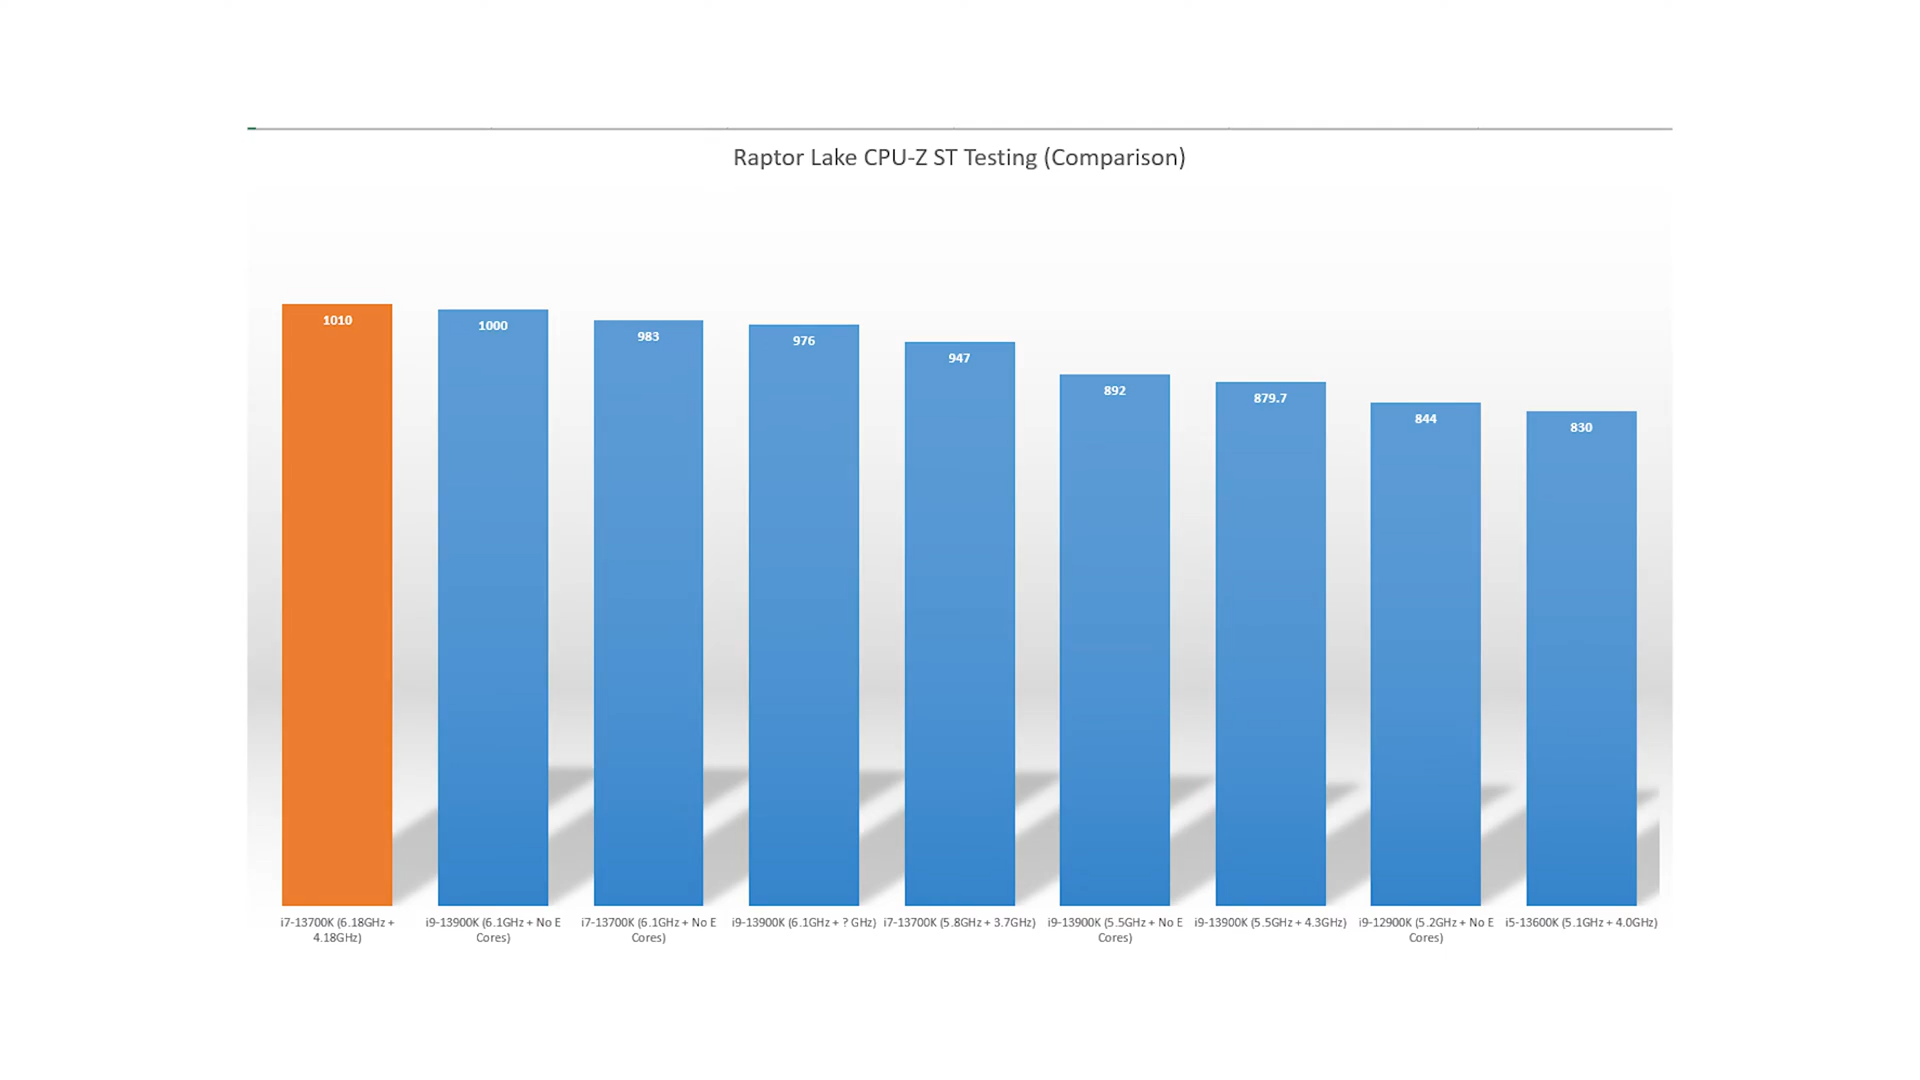 Raptor Lake CPU-Z ST Testing (Comparison)
1010
1000
983
976
947
892
879.7
844
830
i7-13700K (6.18GHz +
4.18GHz)
i9-13900K (6.1GHz + No E
Cores)
i7-13700K (6.1GHz + No E
Cores)
i9-13900K (6.1GHz + ? GHz)
i7-13700K (5.8GHz + 3.7GHz)
i9-13900K (5.5GHz + No E
Cores)
i9-13900K (5.5GHz + 4.3GHz)
i9-12900K (5.2GHz + No E
Cores)
i5-13600K (5.1GHz + 4.0GHz)